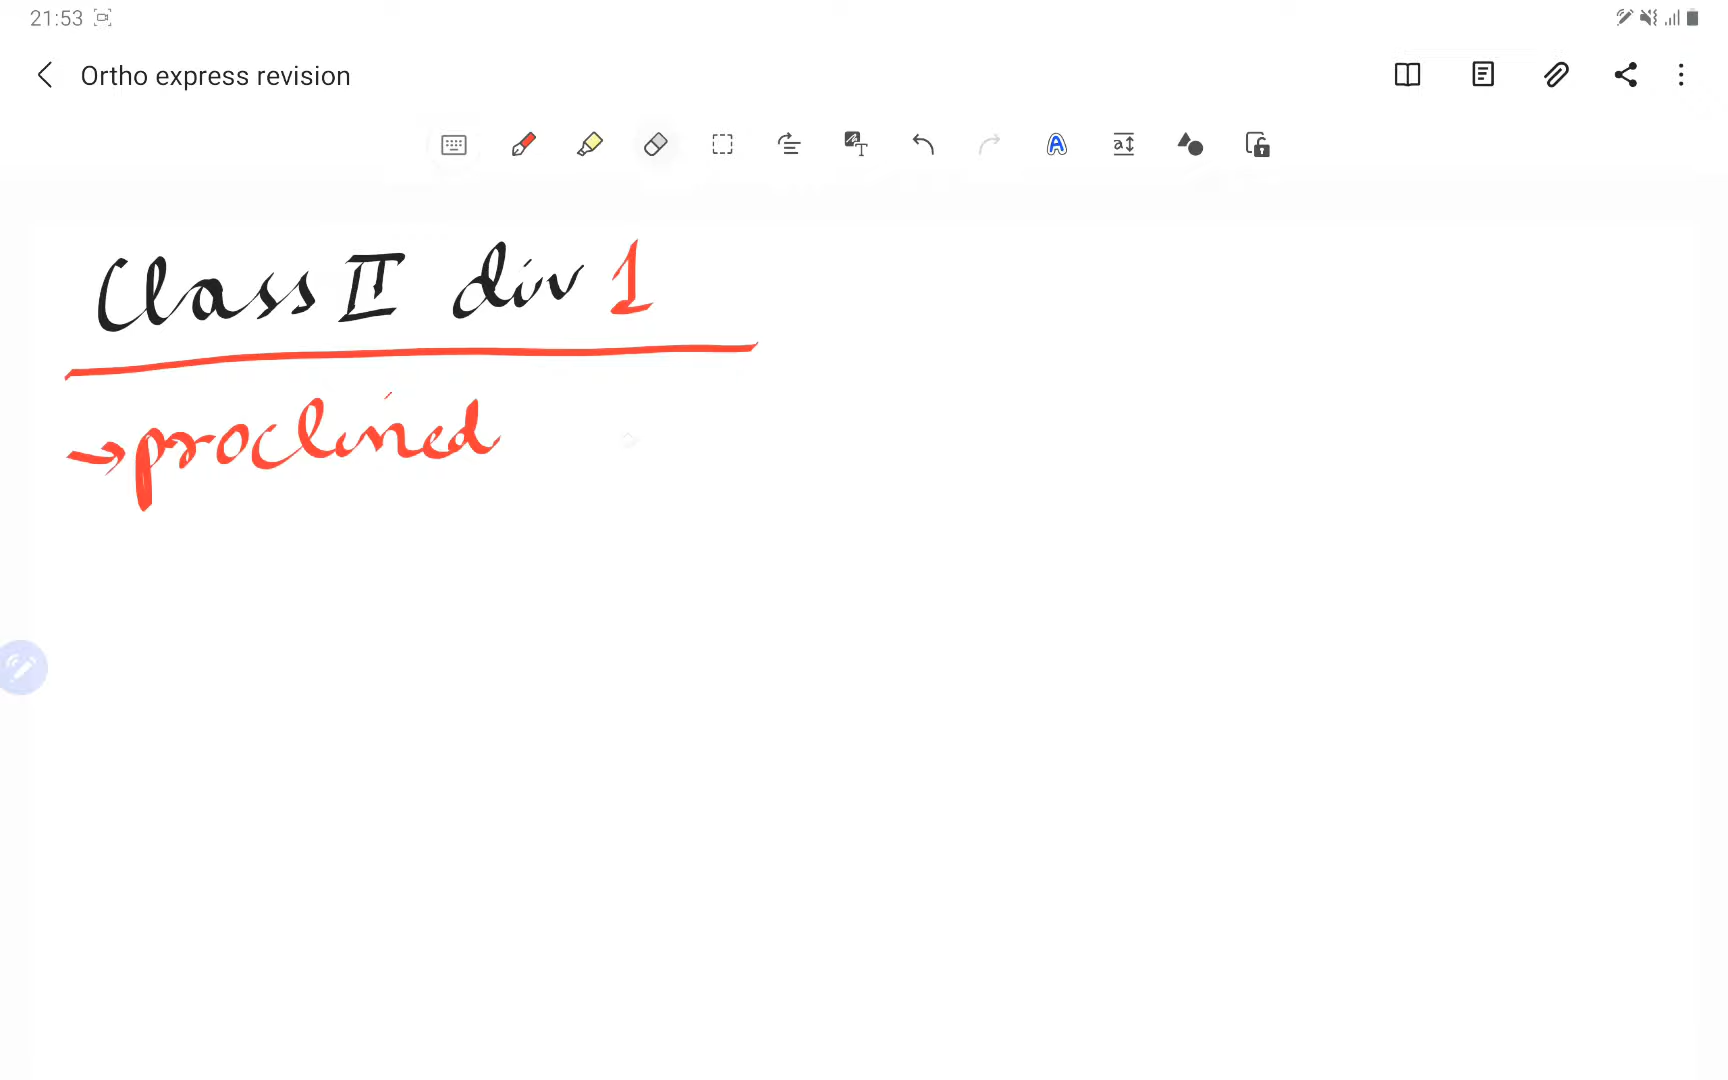 21:53
Ortho express revision
Class II div 1
→proclined